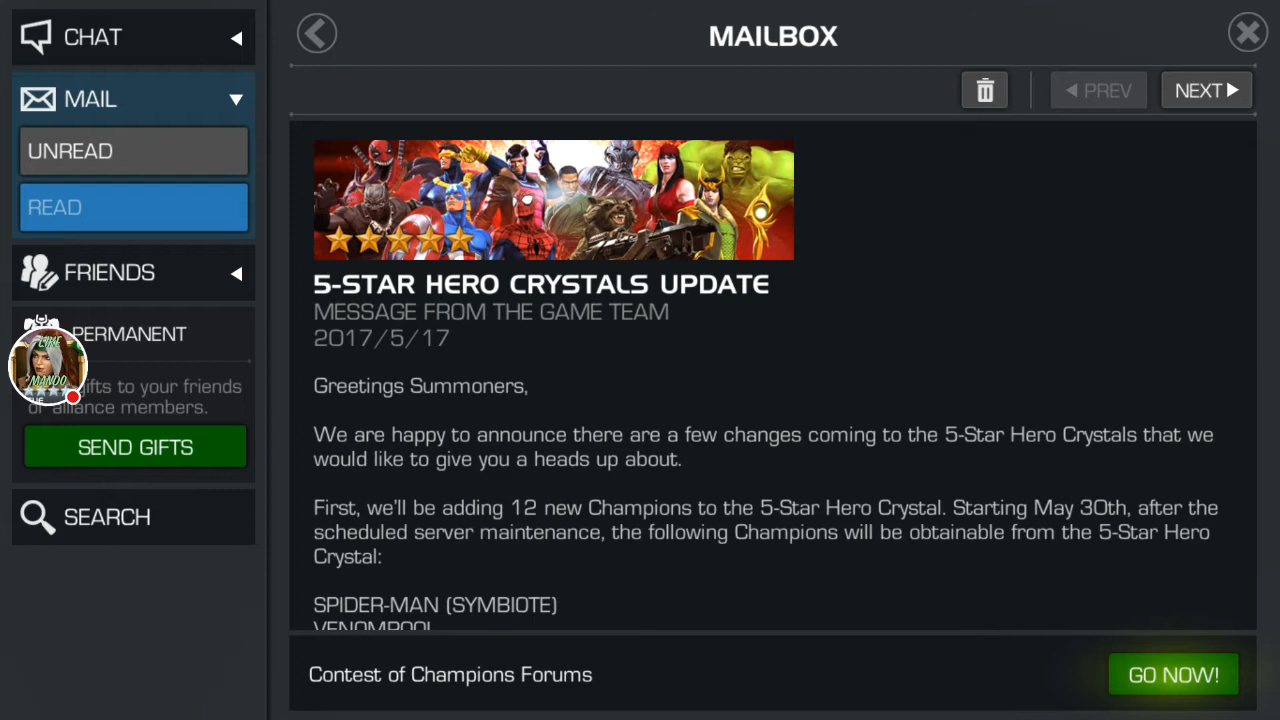 CHAT
MAIL
UNREAD
READ
FRIENDS
PERMANENT
gifts to your friends
or alliance members.
SEND GIFTS
SEARCH
LIKE
MANOO
THE
MAILBOX
PREV
NEXT
5-STAR HERO CRYSTALS UPDATE
MESSAGE FROM THE GAME TEAM
2017/5/17
Greetings Summoners,
We are happy to announce there are a few changes coming to the 5-Star Hero Crystals that we
would like to give you a heads up about.
First, we'll be adding 12 new Champions to the 5-Star Hero Crystal. Starting May 30th, after the
scheduled server maintenance, the following Champions will be obtainable from the 5-Star Hero
Crystal:
SPIDER-MAN (SYMBIOTE)
VENOMPOOL
Contest of Champions Forums
GO NOW!